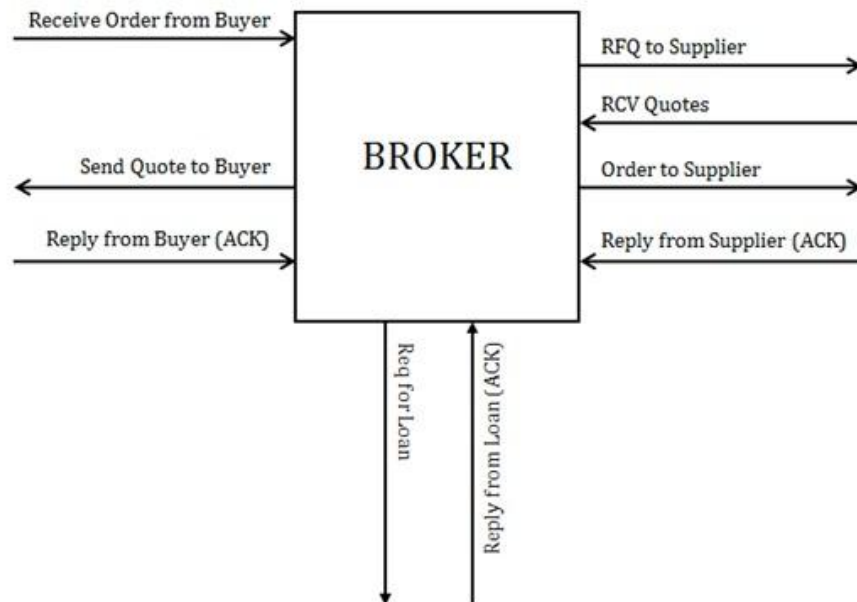 Receive Order from Buyer
RFQ to Supplier
RCV Quotes
BROKER
Send Quote to Buyer
Order to Supplier
Reply from Buyer (ACK)
Reply from Supplier (ACK)
Req for Loan
Reply from Loan (ACK)